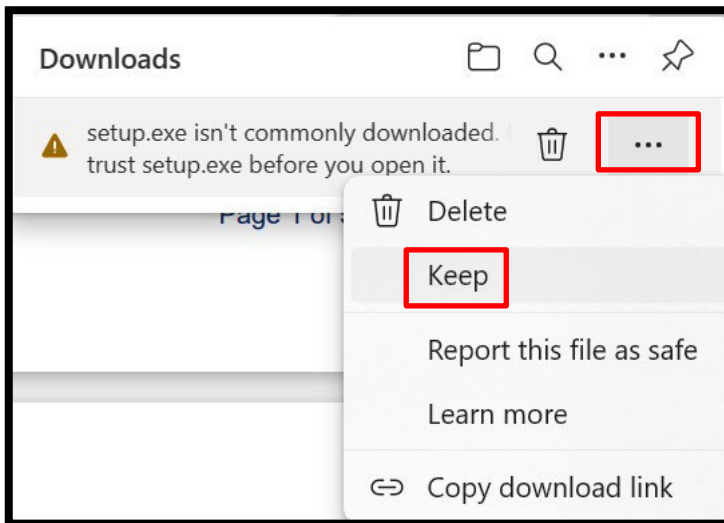 Downloads
setup.exe isn't commonly downloaded.
trust setup.exe before you open it.
Page 1 of
Delete
Keep
Report this file as safe
Learn more
Copy download link